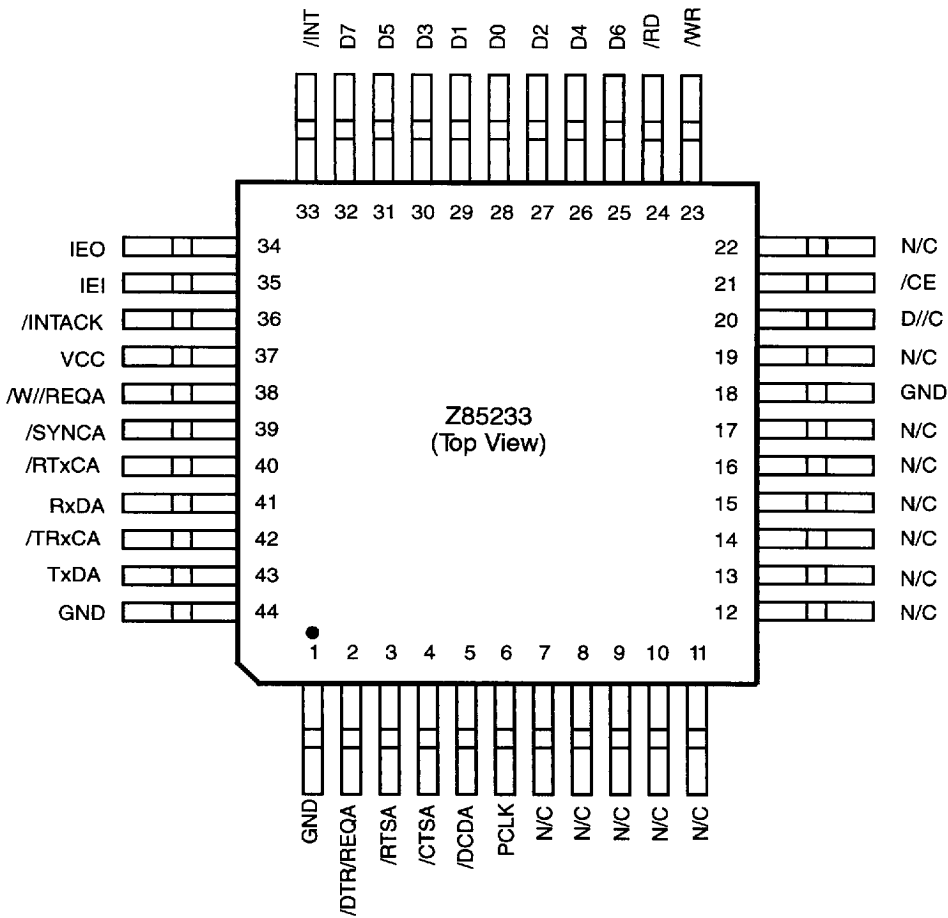 /INT D7 D5 D3 D1 D0 D2 D4 D6 /RD /WR
33 32 31 30 29 28 27 26 25 24 23
IEO 34 22 N/C
IEI 35 21 /CE
/INTACK 36 20 D//C
VCC 37 19 N/C
/W//REQA 38 18 GND
Z85233
(Top View)
/SYNCA 39 17 N/C
/RTxCA 40 16 N/C
RxDA 41 15 N/C
/TRxCA 42 14 N/C
TxDA 43 13 N/C
GND 44 12 N/C
1 2 3 4 5 6 7 8 9 10 11
GND /DTR/REQA /RTSA /CTSA /DCDA PCLK N/C N/C N/C N/C N/C